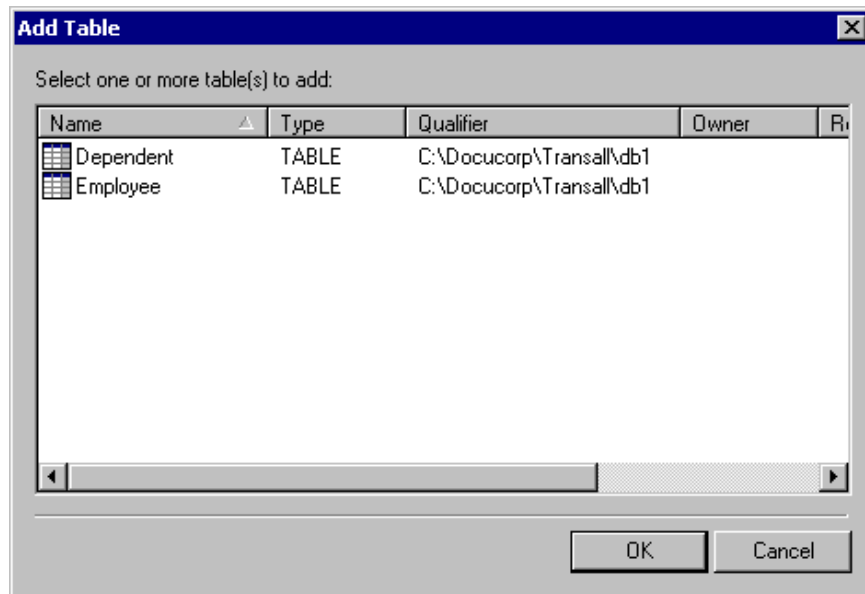 Add Table
Select one or more table(s) to add:
Name Type Qualifier Owner
Dependent TABLE C:\Docucorp\Transall\db1
Employee TABLE C:\Docucorp\Transall\db1
OK Cancel